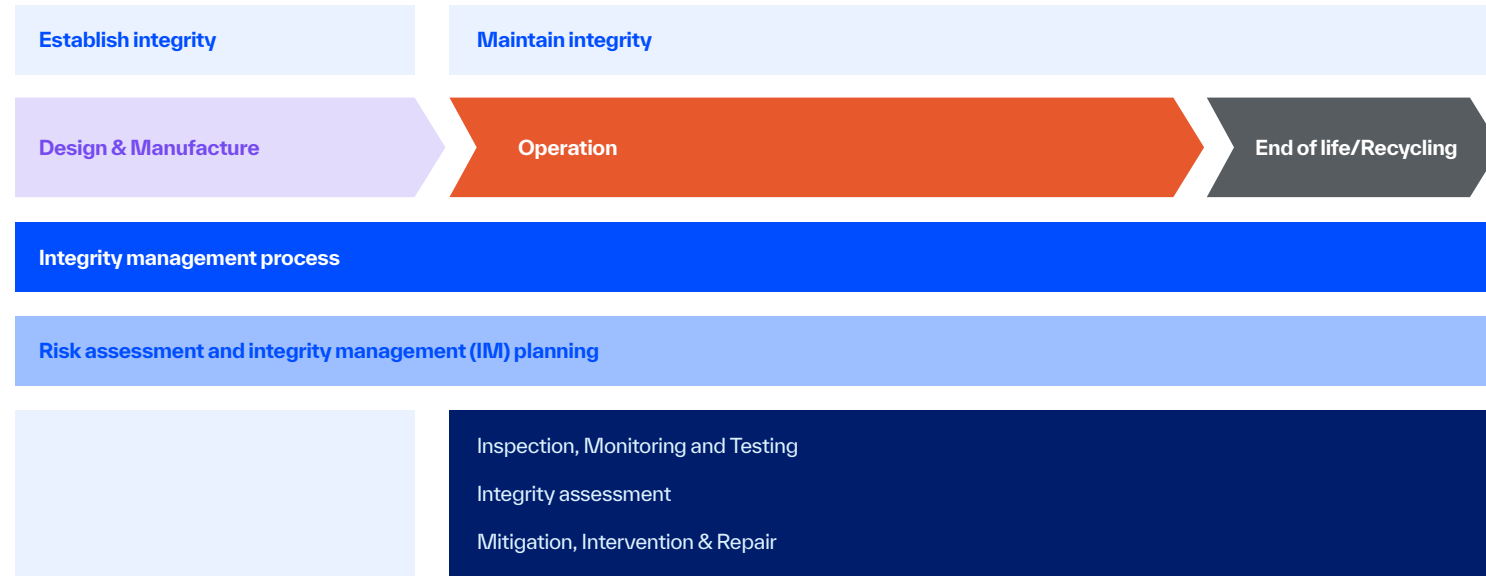 Establish integrity
Maintain integrity
Design & Manufacture
Operation
End of life/Recycling
Integrity management process
Risk assessment and integrity management (IM) planning
Inspection, Monitoring and Testing
Integrity assessment
Mitigation, Intervention & Repair